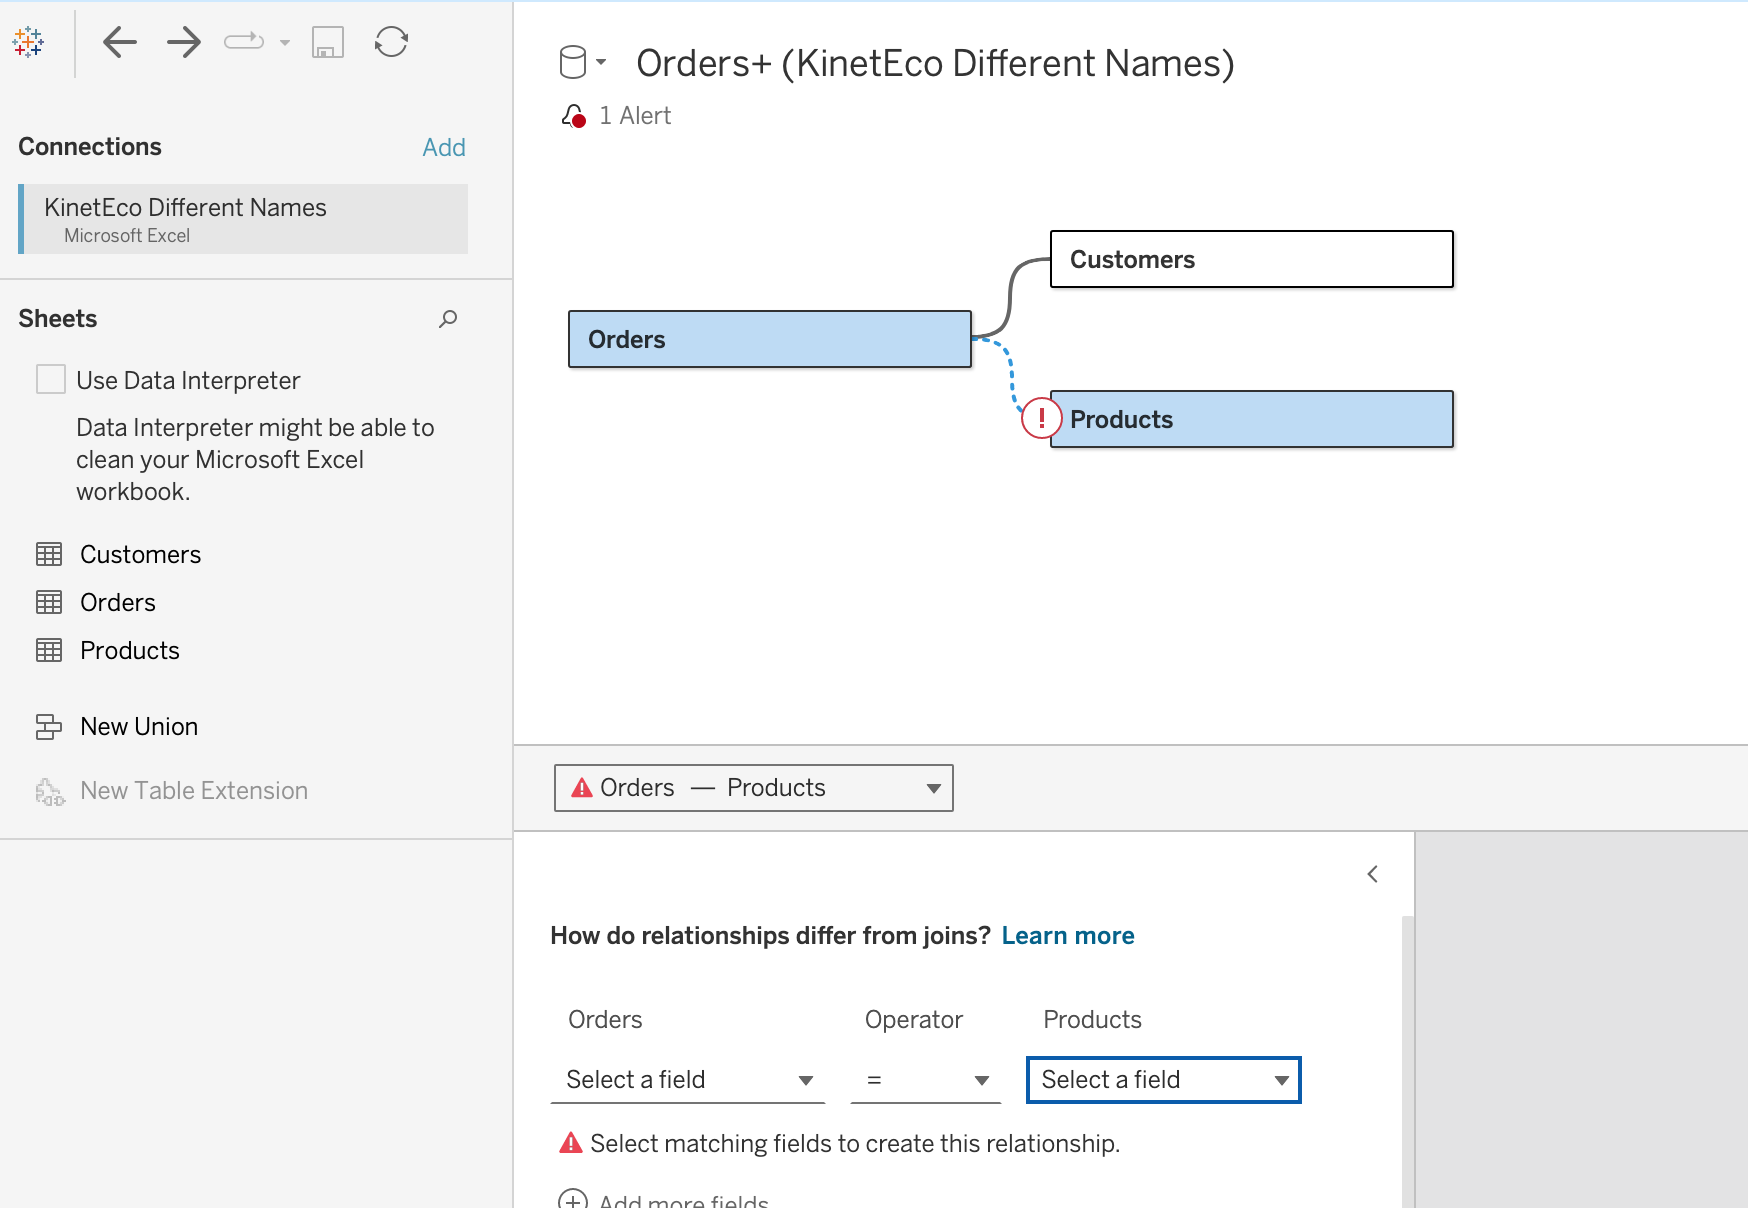 Orders+ (KinetEco Different Names)
1 Alert
Connections
Add
KinetEco Different Names
Microsoft Excel
Sheets
Use Data Interpreter
Data Interpreter might be able to
clean your Microsoft Excel
workbook.
Customers
Orders
Products
New Union
New Table Extension
Customers
Orders
Products
Orders — Products
How do relationships differ from joins? Learn more
Orders Operator Products
Select a field = Select a field
Select matching fields to create this relationship.
Add more fields